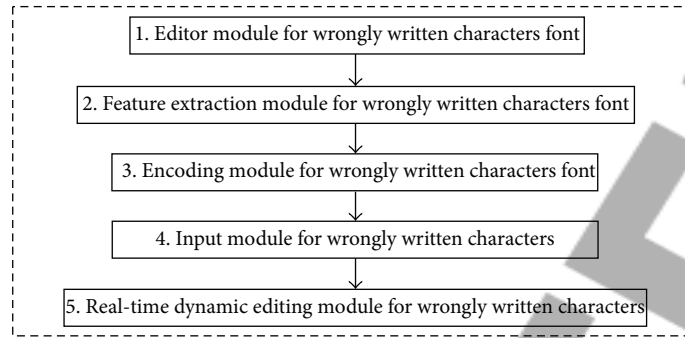 1. Editor module for wrongly written characters font
2. Feature extraction module for wrongly written characters font
3. Encoding module for wrongly written characters font
4. Input module for wrongly written characters
5. Real-time dynamic editing module for wrongly written characters